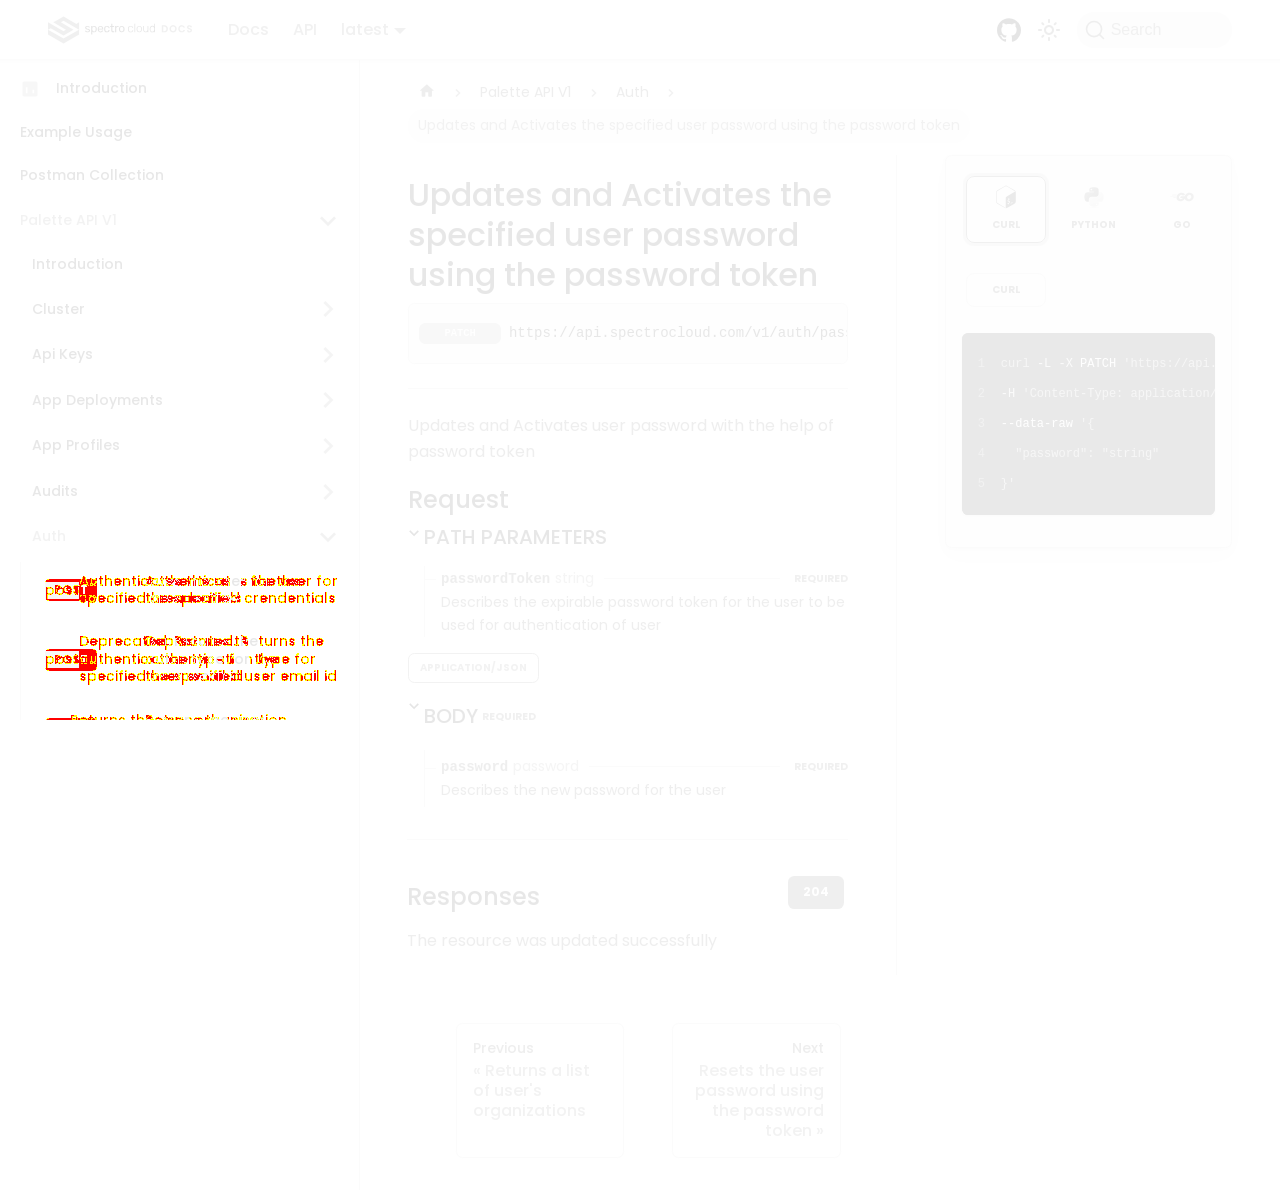 spectro cloud DOCS
Docs API latest
Search
Introduction
Example Usage
Postman Collection
Palette API V1
Introduction
Cluster
Api Keys
App Deployments
App Profiles
Audits
Auth
Palette API V1
Auth
Updates and Activates the specified user password using the password token
Updates and Activates the
specified user password
using the password token
PATCH https://api.spectrocloud.com/v1/auth/pas
Updates and Activates user password with the help of
password token
Request
PATH PARAMETERS
passwordToken string REQUIRED
Describes the expirable password token for the user to be
used for authentication of user
APPLICATION/JSON
BODY REQUIRED
password password REQUIRED
Describes the new password for the user
Responses
204
The resource was updated successfully
Previous
« Returns a list
of user's
organizations
Next
Resets the user
password using
the password
token »
CURL PYTHON GO
CURL
1 curl -L -X PATCH 'https://api.
2 -H 'Content-Type: application/
3 --data-raw '{
4 "password": "string"
5 }'